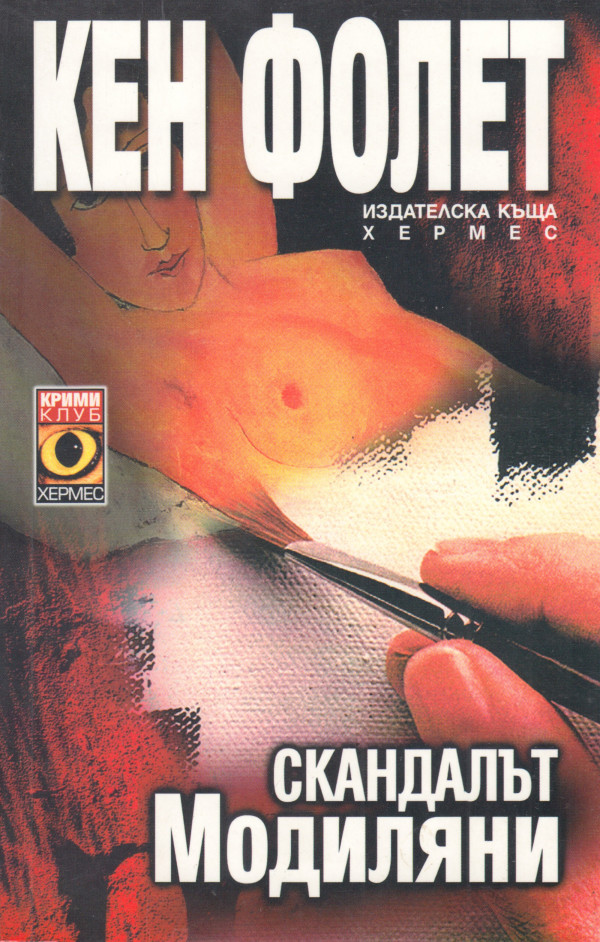 КЕН ФОЛЕТ
ИЗДАТЕЛСКА КЪЩА
ХЕРМЕС
КРИМИ
КЛУБ
ХЕРМЕС
СКАНДАЛЪТ
МОДИЛЯНИ